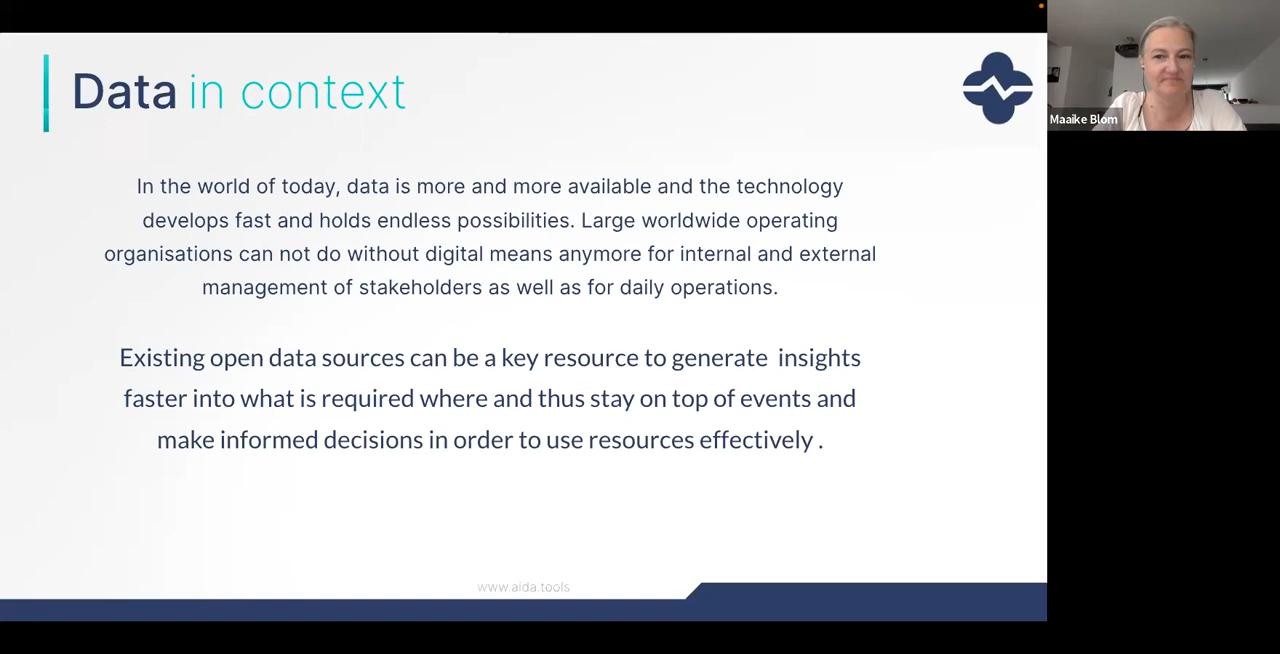 Data in context
In the world of today, data is more and more available and the technology
develops fast and holds endless possibilities. Large worldwide operating
organisations can not do without digital means anymore for internal and external
management of stakeholders as well as for daily operations.
Existing open data sources can be a key resource to generate insights
faster into what is required where and thus stay on top of events and
make informed decisions in order to use resources effectively .
www.aida.tools
Maaike Blom